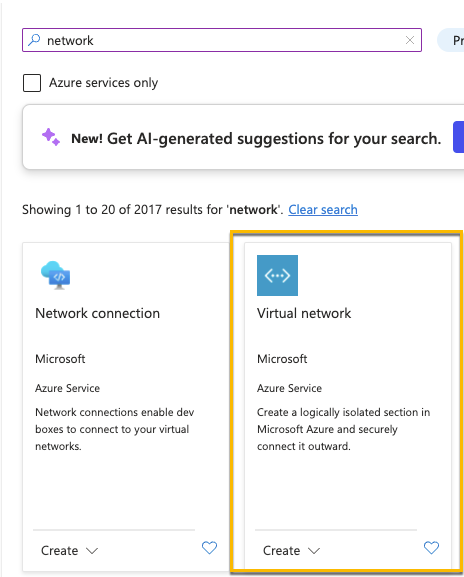 network
Pr
Azure services only
New! Get AI-generated suggestions for your search.
Showing 1 to 20 of 2017 results for 'network'. Clear search
Network connection
Microsoft
Azure Service
Network connections enable dev
boxes to connect to your virtual
networks.
Create
Virtual network
Microsoft
Azure Service
Create a logically isolated section in
Microsoft Azure and securely
connect it outward.
Create